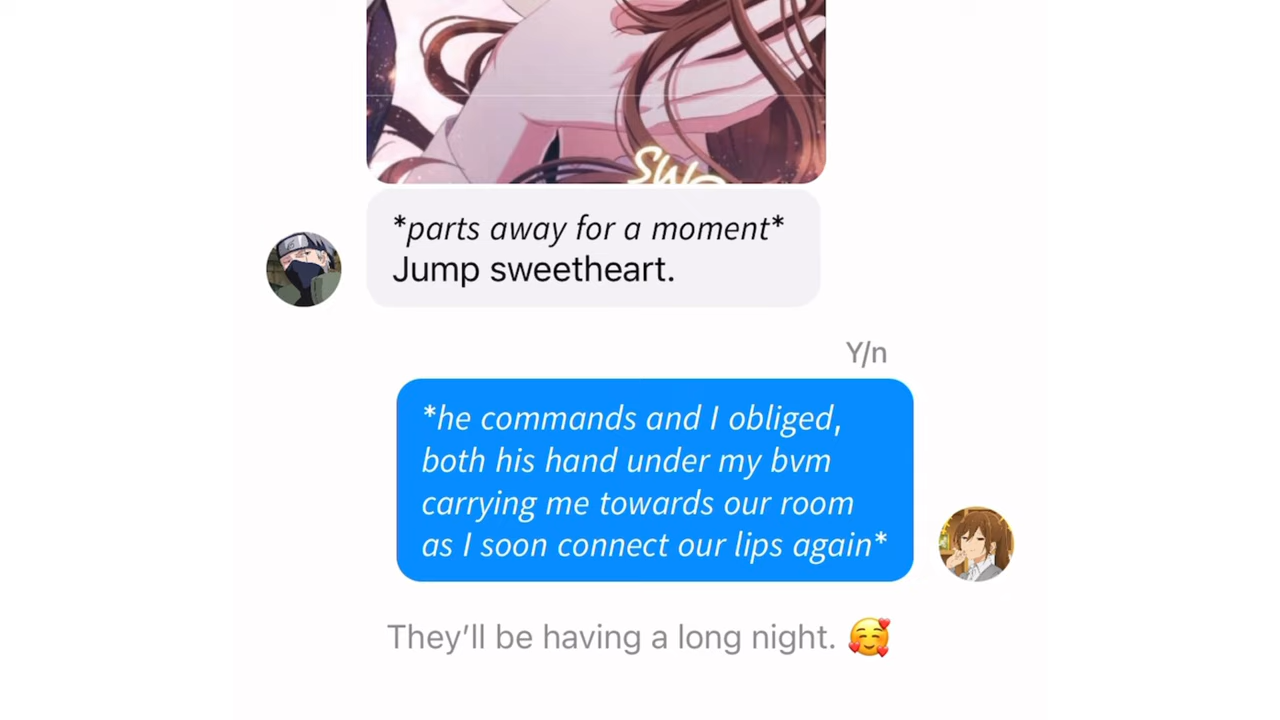 *parts away for a moment*
Jump sweetheart.
Y/n
*he commands and I obliged,
both his hand under my bvm
carrying me towards our room
as I soon connect our lips again*
They’ll be having a long night. 🥰